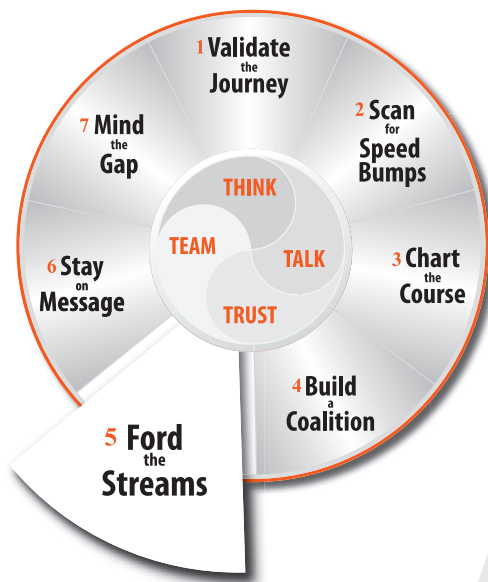 1 Validate
the
Journey
2 Scan
for
Speed
Bumps
3 Chart
the
Course
4 Build
a
Coalition
5 Ford
the
Streams
6 Stay
on
Message
7 Mind
the
Gap
THINK
TALK
TRUST
TEAM